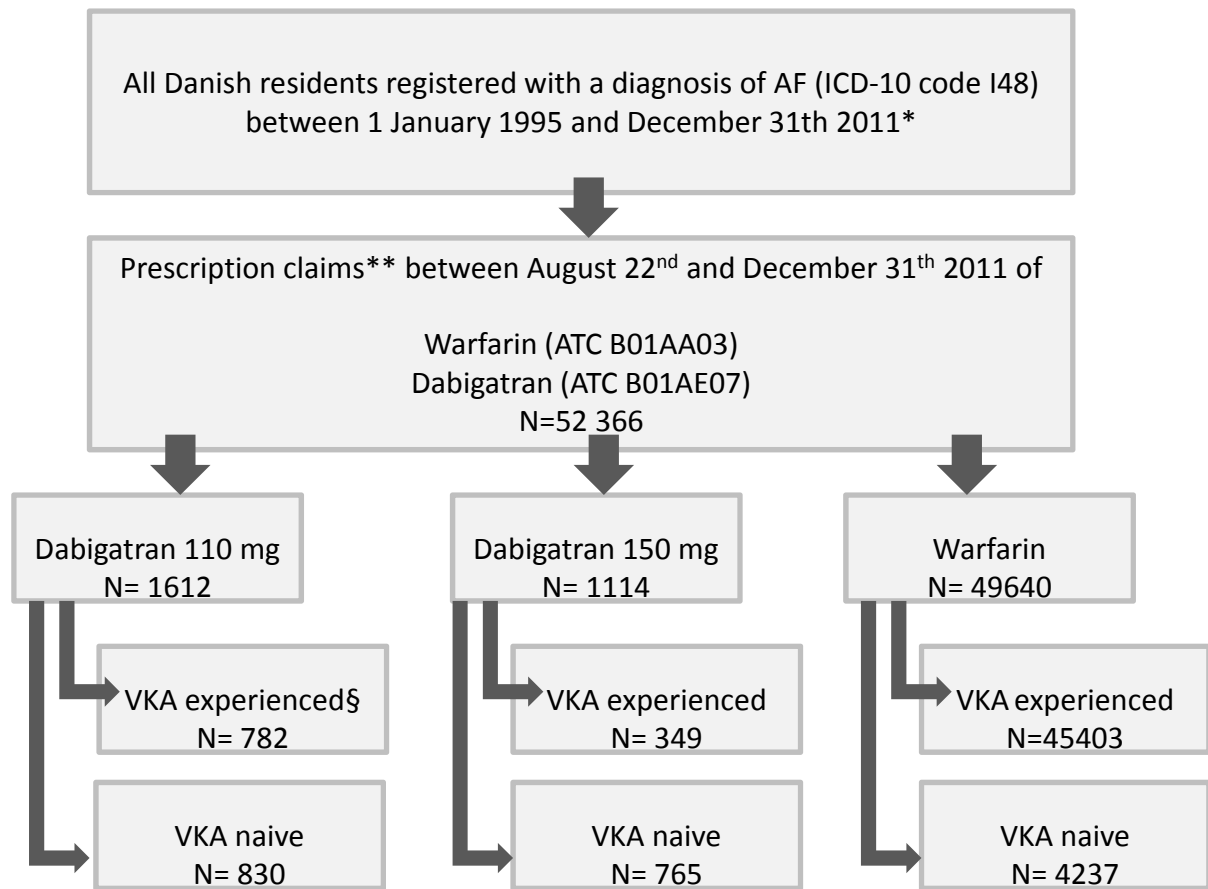 All Danish residents registered with a diagnosis of AF (ICD-10 code I48)
between 1 January 1995 and December 31th 2011*
Prescription claims** between August 22nd and December 31th 2011 of
Warfarin (ATC B01AA03)
Dabigatran (ATC B01AE07)
N=52 366
Dabigatran 110 mg
N= 1612
Dabigatran 150 mg
N= 1114
Warfarin
N= 49640
VKA experienced§
N= 782
VKA experienced
N= 349
VKA experienced
N=45403
VKA naive
N= 830
VKA naive
N= 765
VKA naive
N= 4237